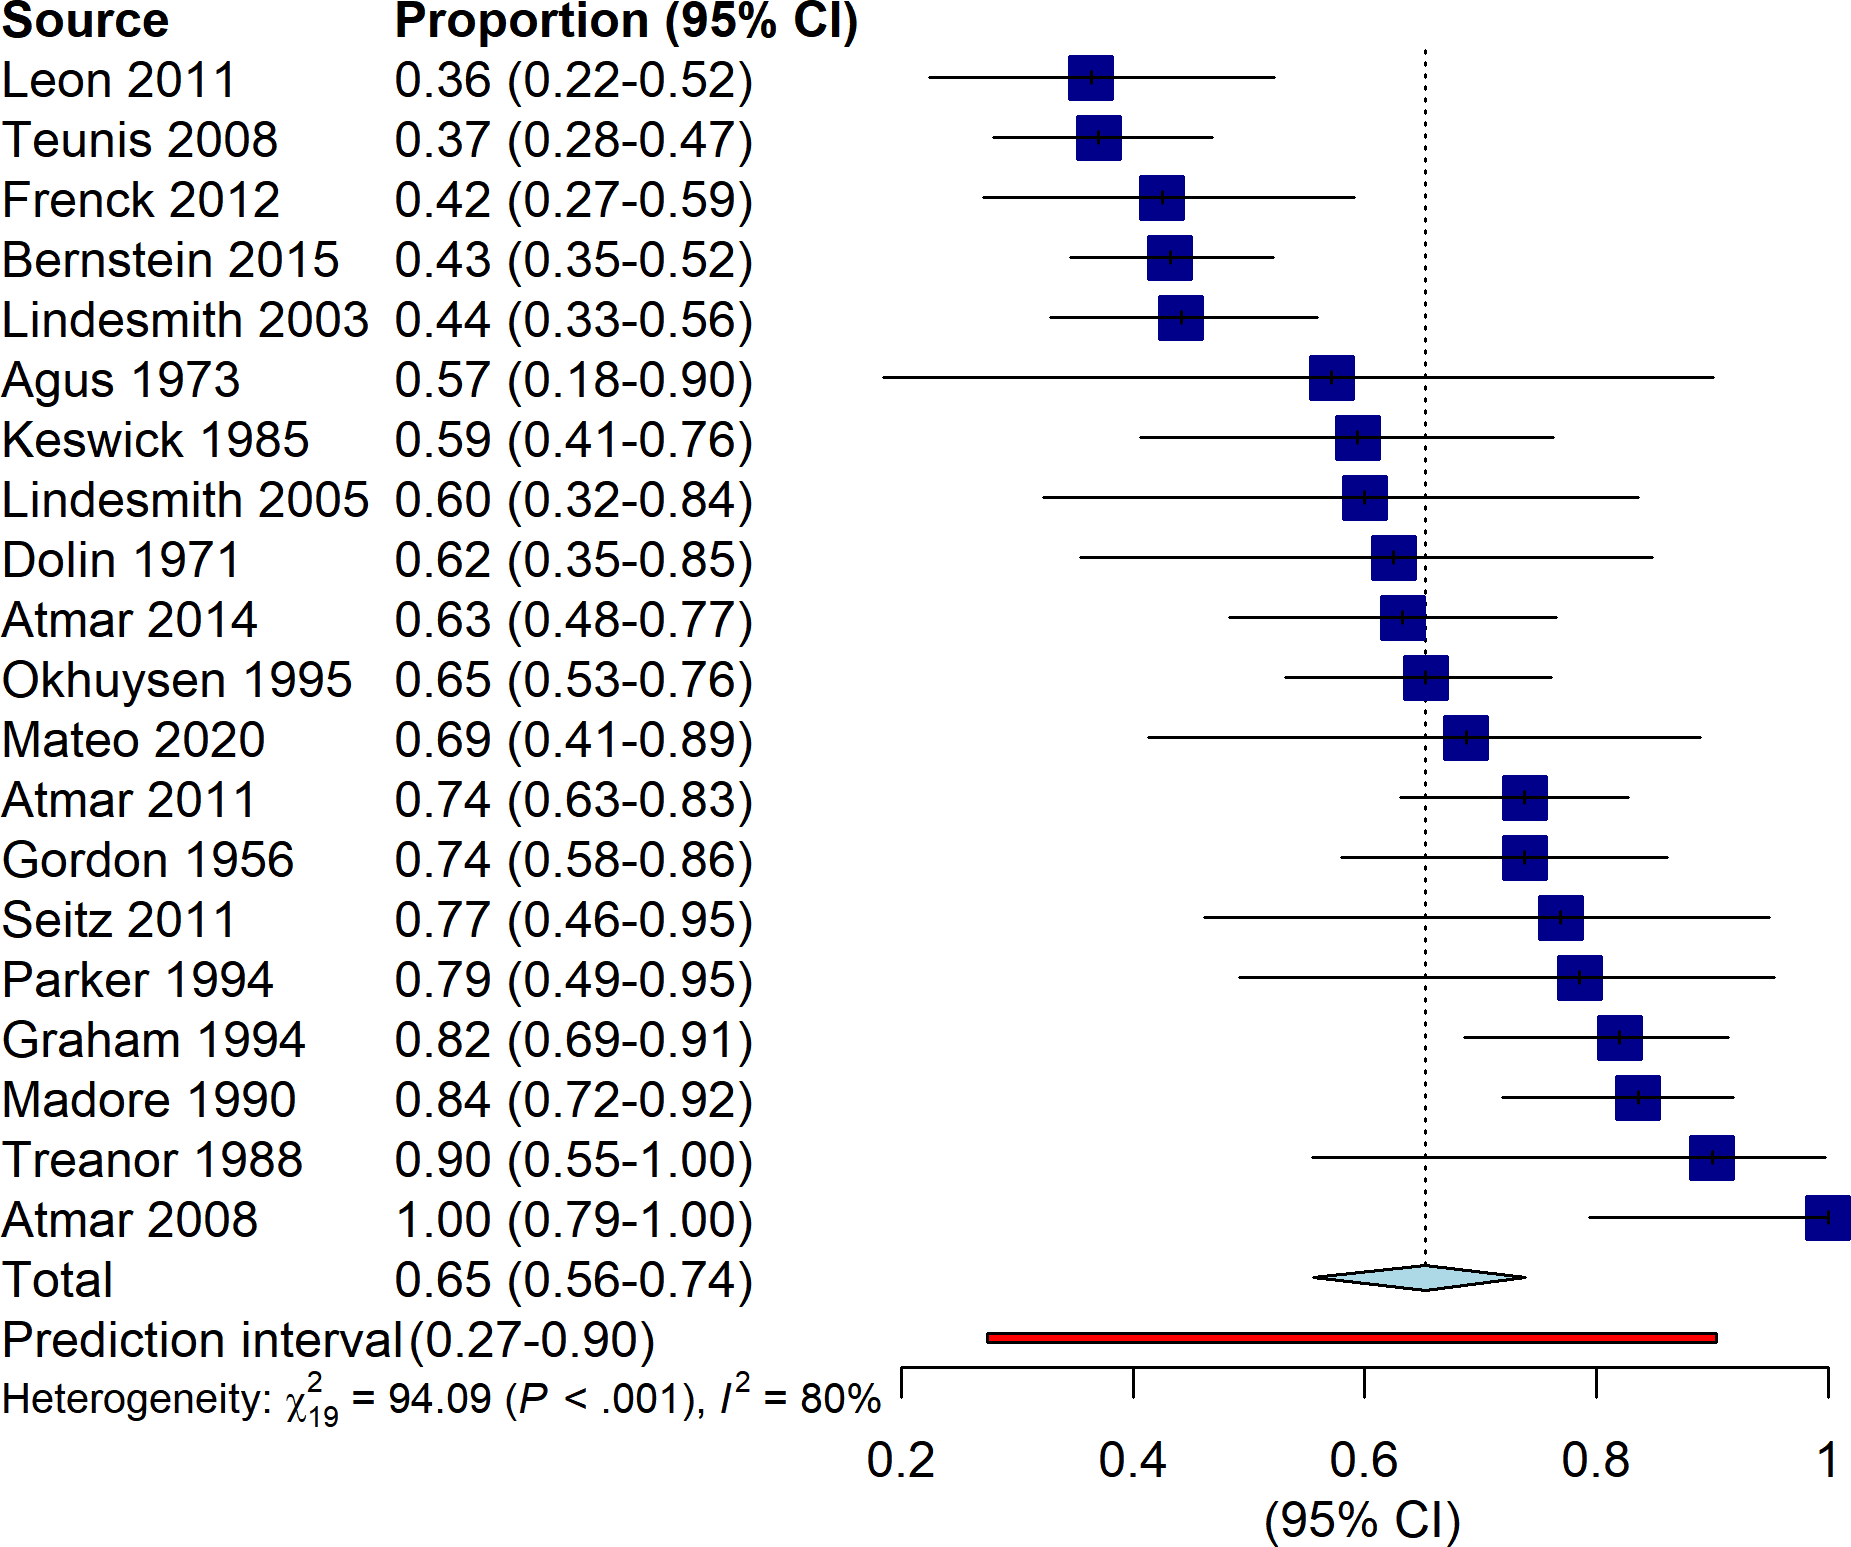 Source Proportion (95% CI)
Leon 2011 0.36 (0.22-0.52)
Teunis 2008 0.37 (0.28-0.47)
Frenck 2012 0.42 (0.27-0.59)
Bernstein 2015 0.43 (0.35-0.52)
Lindesmith 2003 0.44 (0.33-0.56)
Agus 1973 0.57 (0.18-0.90)
Keswick 1985 0.59 (0.41-0.76)
Lindesmith 2005 0.60 (0.32-0.84)
Dolin 1971 0.62 (0.35-0.85)
Atmar 2014 0.63 (0.48-0.77)
Okhuysen 1995 0.65 (0.53-0.76)
Mateo 2020 0.69 (0.41-0.89)
Atmar 2011 0.74 (0.63-0.83)
Gordon 1956 0.74 (0.58-0.86)
Seitz 2011 0.77 (0.46-0.95)
Parker 1994 0.79 (0.49-0.95)
Graham 1994 0.82 (0.69-0.91)
Madore 1990 0.84 (0.72-0.92)
Treanor 1988 0.90 (0.55-1.00)
Atmar 2008 1.00 (0.79-1.00)
Total 0.65 (0.56-0.74)
Prediction interval (0.27-0.90)
Heterogeneity: χ²₁₉ = 94.09 (P < .001), I² = 80%
0.2 0.4 0.6 0.8 1
(95% CI)